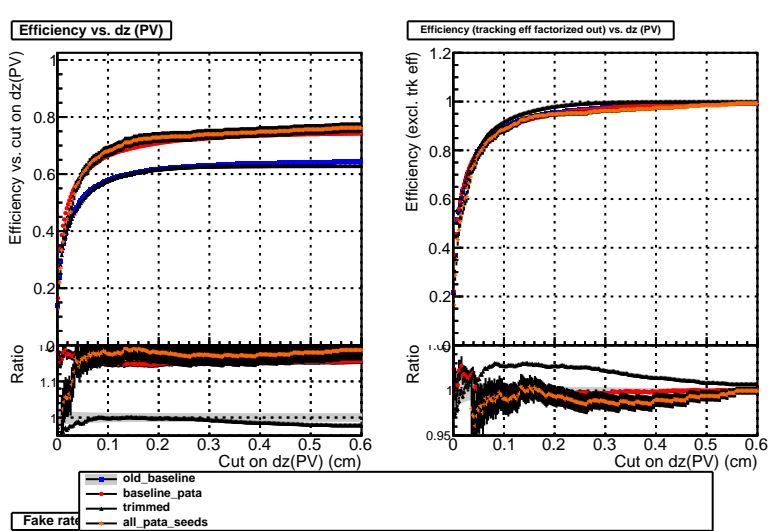 Efficiency vs. dz (PV)
Efficiency vs. cut on dz(PV)
1
0.8
0.6
0.4
0.2
Ratio
1.1
1
0 0.1 0.2 0.3 0.4 0.5 0.6
Cut on dz(PV) (cm)
Efficiency (tracking eff factorized out) vs. dz (PV)
Efficiency (excl. trk eff)
1.2
1
0.8
0.6
0.4
0.2
Ratio
1
0.95
0 0.1 0.2 0.3 0.4 0.5 0.6
Cut on dz(PV) (cm)
Fake rate
old_baseline
baseline_pata
trimmed
all_pata_seeds